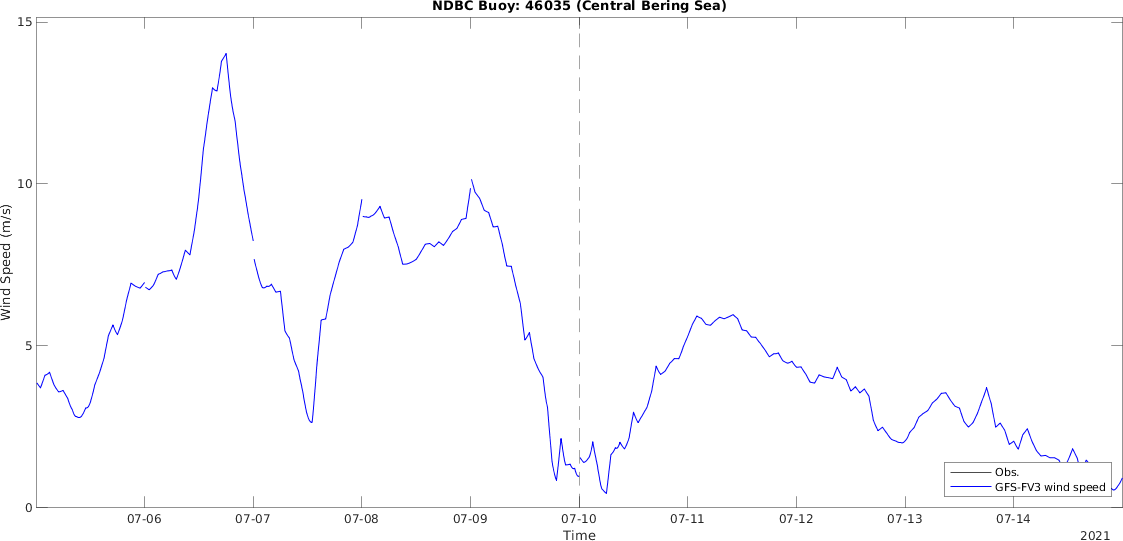 NDBC Buoy: 46035 (Central Bering Sea)
15
10
5
0
Wind Speed (m/s)
07-06 07-07 07-08 07-09 07-10 07-11 07-12 07-13 07-14
Time
2021
Obs.
GFS-FV3 wind speed